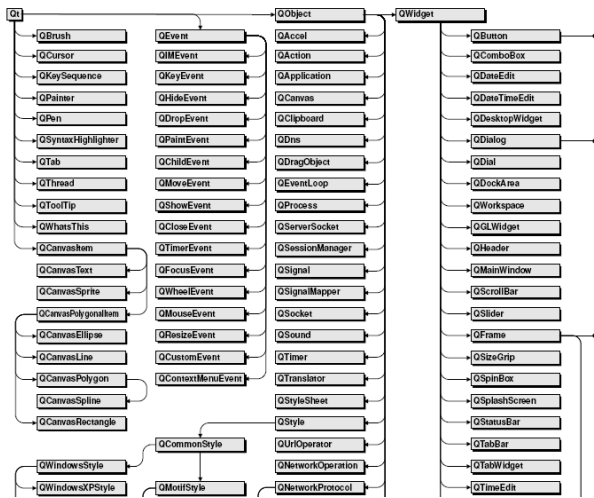 Qt
QBrush
QCursor
QKeySequence
QPainter
QPen
QSyntaxHighlighter
QTab
QThread
QToolTip
QWhatsThis
QCanvasItem
QCanvasText
QCanvasSprite
QCanvasPolygonalItem
QCanvasEllipse
QCanvasLine
QCanvasPolygon
QCanvasSpline
QCanvasRectangle
QWindowsStyle
QWindowsXPStyle
QEvent
QIMEvent
QKeyEvent
QHideEvent
QDropEvent
QPaintEvent
QChildEvent
QMoveEvent
QShowEvent
QCloseEvent
QTimerEvent
QFocusEvent
QWheelEvent
QMouseEvent
QResizeEvent
QCustomEvent
QContextMenuEvent
QCommonStyle
QMotifStyle
QObject
QAccel
QAction
QApplication
QCanvas
QClipboard
QDns
QDragObject
QEventLoop
QProcess
QServerSocket
QSessionManager
QSignal
QSignalMapper
QSocket
QSound
QTimer
QTranslator
QStyleSheet
QStyle
QUrlOperator
QNetworkOperation
QNetworkProtocol
QWidget
QButton
QComboBox
QDateEdit
QDateTimeEdit
QDesktopWidget
QDialog
QDial
QDockArea
QWorkspace
QGLWidget
QHeader
QMainWindow
QScrollBar
QSlider
QFrame
QSizeGrip
QSpinBox
QSplashScreen
QStatusBar
QTabBar
QTabWidget
QTimeEdit